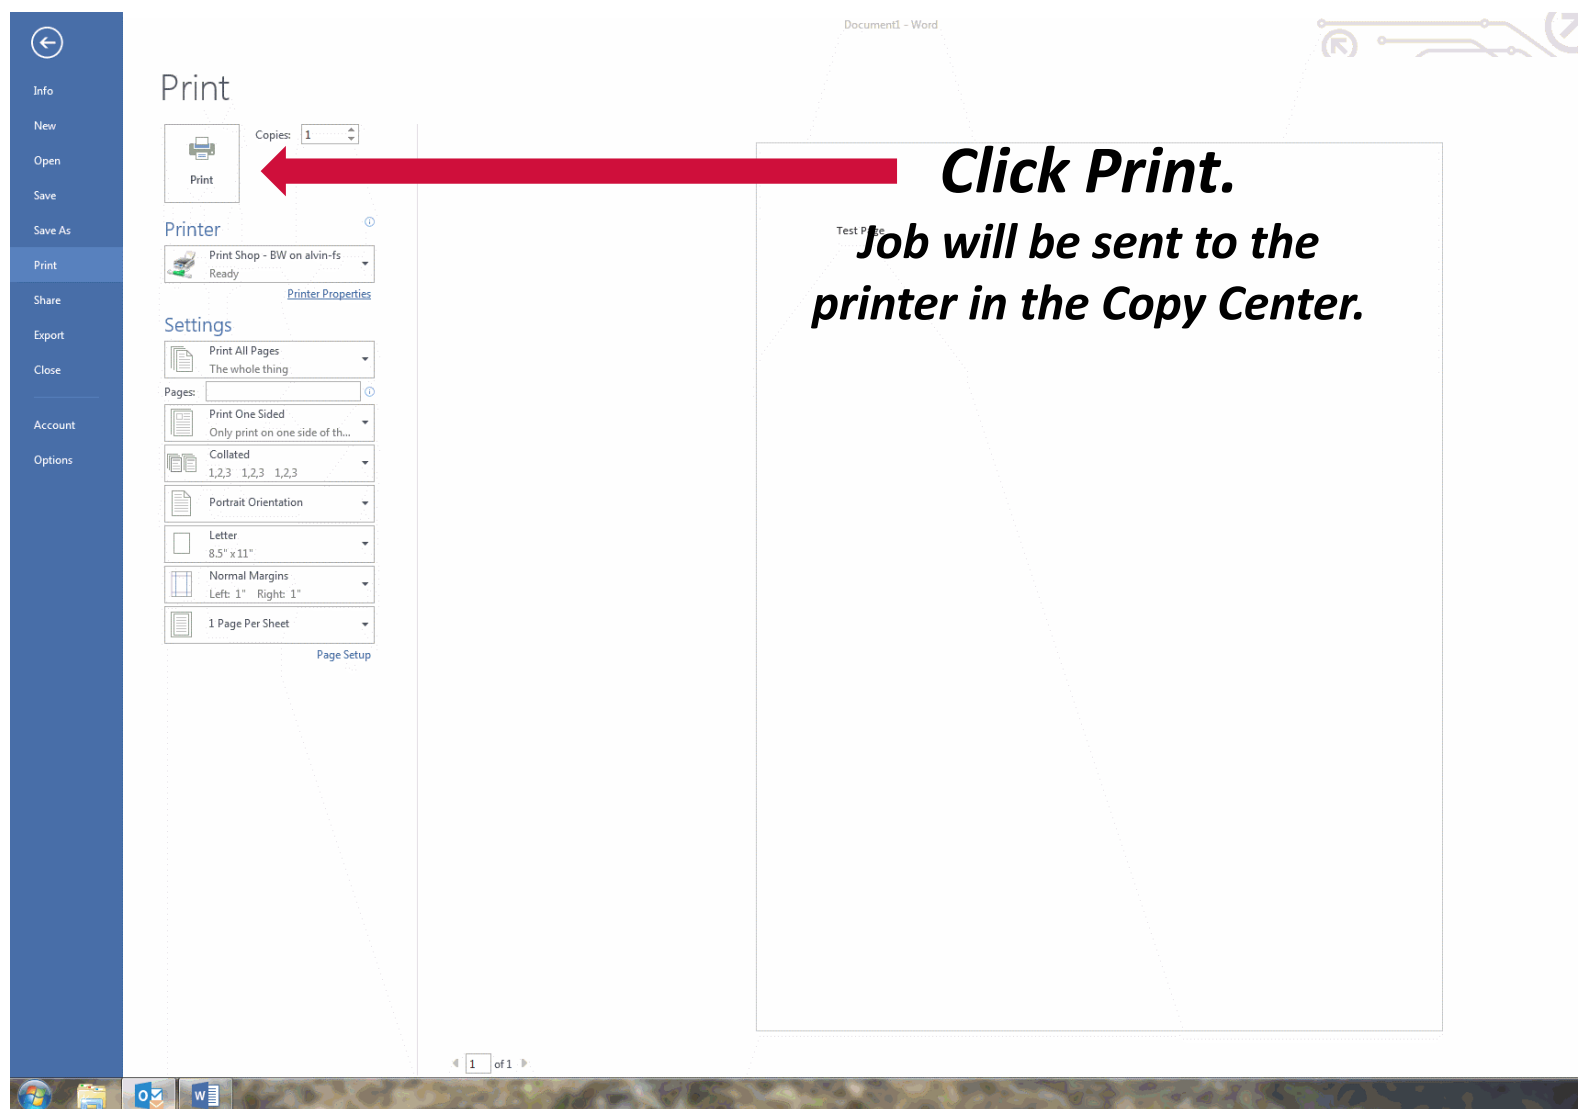 Document1 - Word
Info
New
Open
Save
Save As
Print
Share
Export
Close
Account
Options
Print
Print
Copies: 1
Printer
Print Shop - BW on alvin-fs
Ready
Printer Properties
Settings
Print All Pages
The whole thing
Pages:
Print One Sided
Only print on one side of th...
Collated
1,2,3 1,2,3 1,2,3
Portrait Orientation
Letter
8.5" x 11"
Normal Margins
Left: 1" Right: 1"
1 Page Per Sheet
Page Setup
Click Print.
Test Page
Job will be sent to the
printer in the Copy Center.
1 of 1